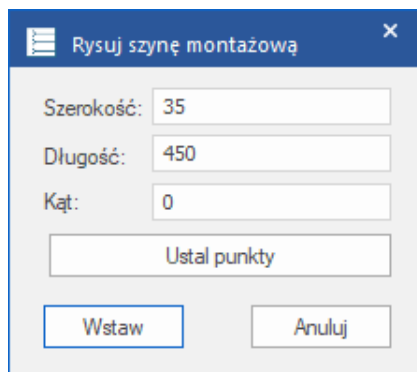 Rysuj szynę montażową
Szerokość: 35
Długość: 450
Kąt: 0
Ustal punkty
Wstaw Anuluj